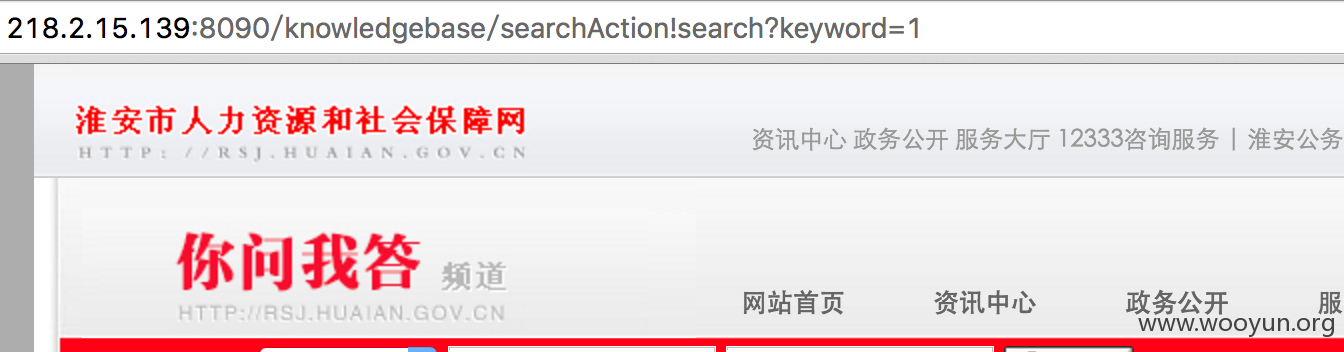 218.2.15.139:8090/knowledgebase/searchAction!search?keyword=1
淮安市人力资源和社会保障网
HTTP://RSJ.HUAIAN.GOV.CN
资讯中心 政务公开 服务大厅 12333咨询服务 | 淮安公务
你问我答 频道
HTTP://RSJ.HUAIAN.GOV.CN
网站首页 资讯中心 政务公开 服
www.wooyun.org